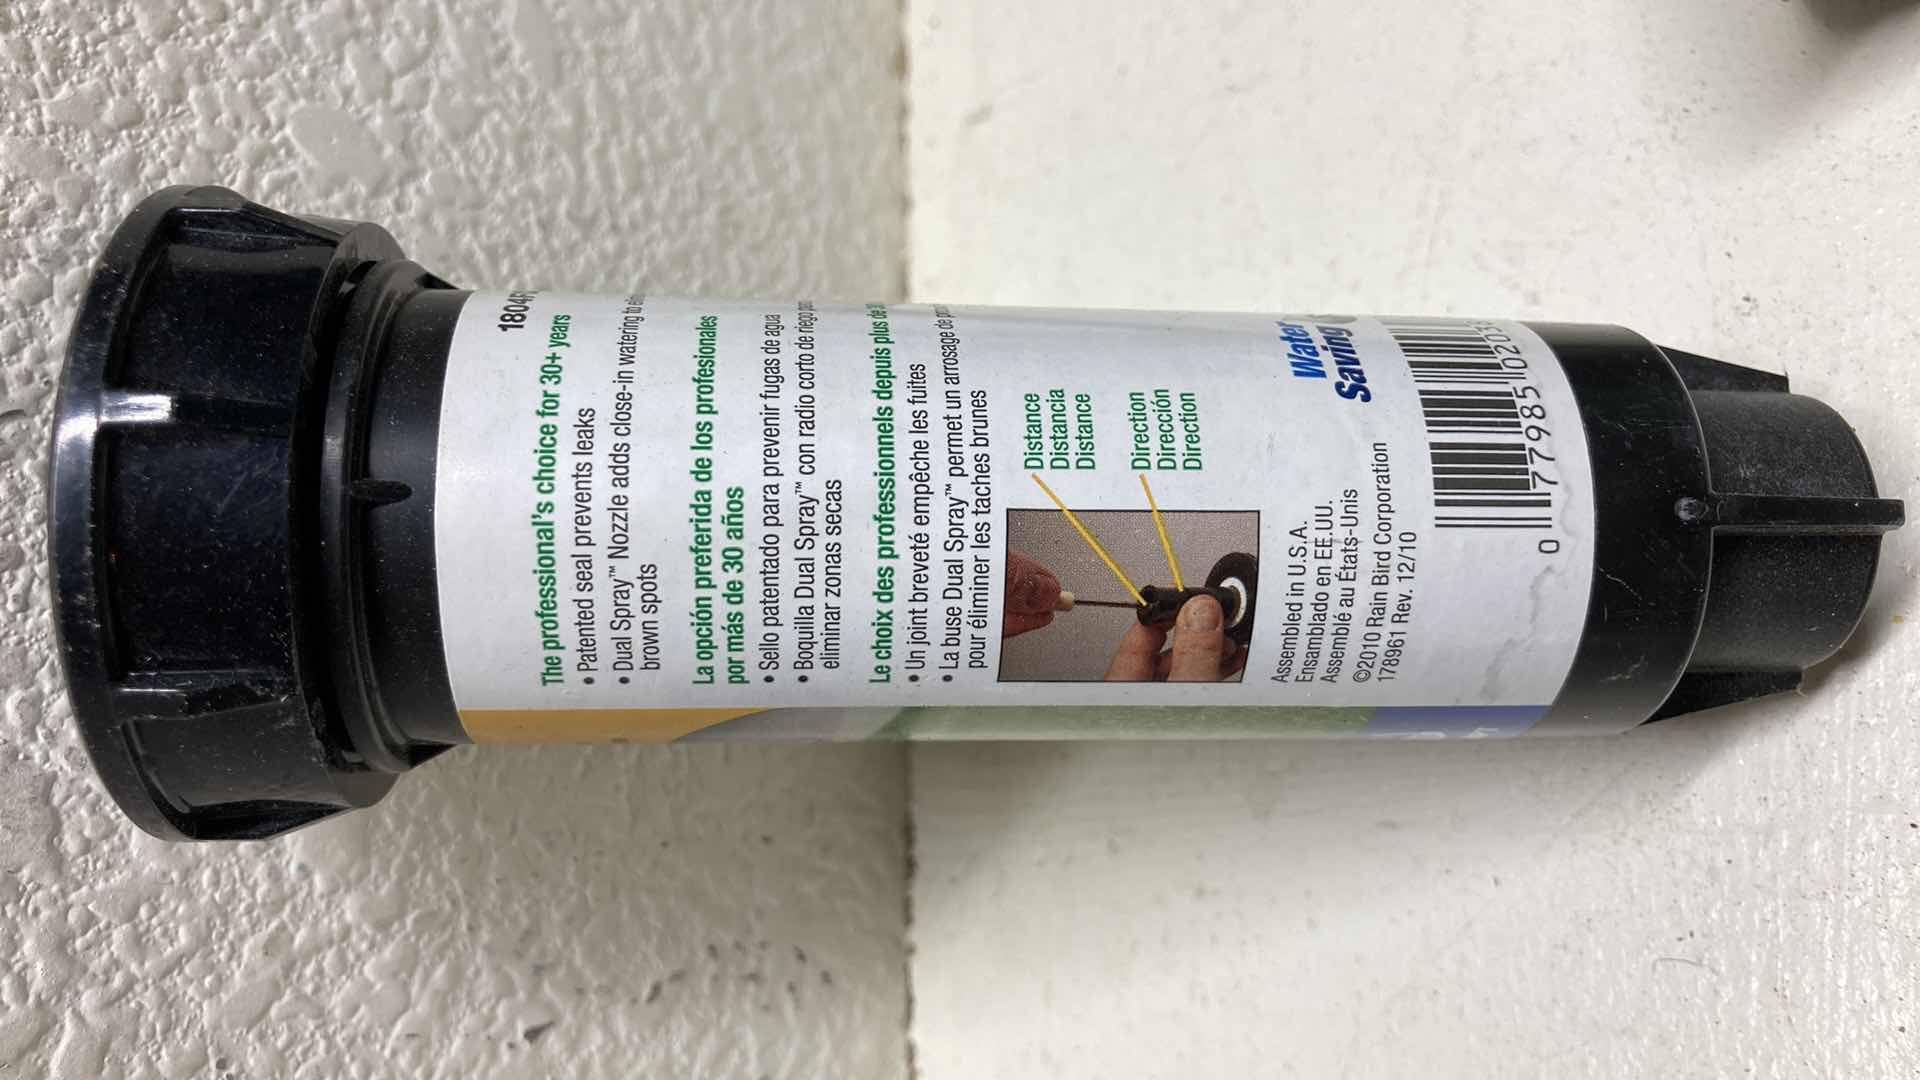 The professional's choice for 30+ years
• Patented seal prevents leaks
• Dual Spray™ Nozzle adds close-in watering to
brown spots
La opción preferida de los profesionales
por más de 30 años
• Sello patentado para prevenir fugas de agua
• Boquilla Dual Spray™ con radio corto de riego
eliminar zonas secas
Le choix des professionnels depuis plus de
• Un joint breveté empêche les fuites
• La buse Dual Spray™ permet un arrosage de
pour éliminer les taches brunes
Distance
Distancia
Distance
Direction
Dirección
Direction
Water
Saving
Assembled in U.S.A.
Ensamblado en EE.UU.
Assemblé au États-Unis
©2010 Rain Bird Corporation
178961 Rev. 12/10
0 77985 0203